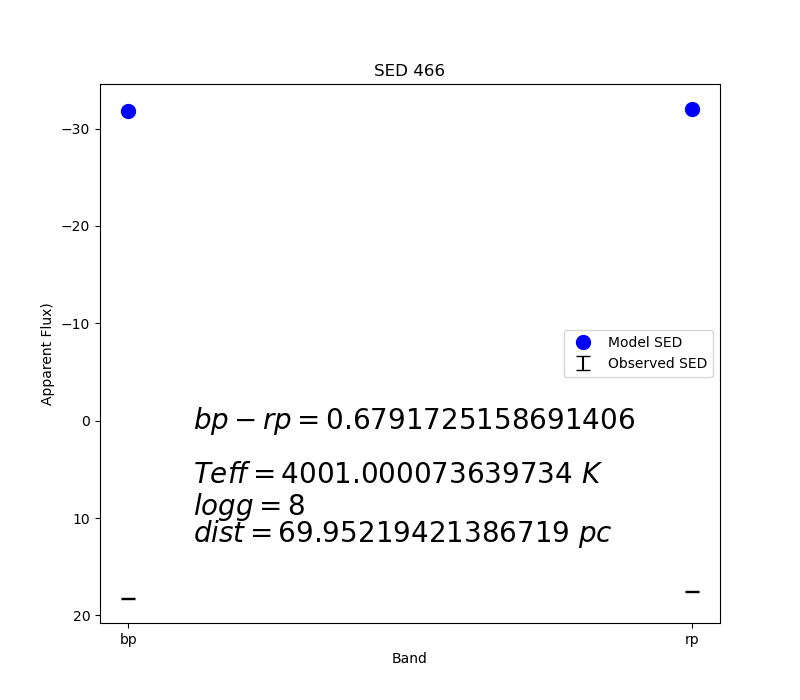 SED 466
−30
−20
−10
0
10
20
Apparent Flux)
Model SED
Observed SED
bp − rp = 0.6791725158691406
Teff = 4001.000073639734 K
logg = 8
dist = 69.95219421386719 pc
bp
rp
Band